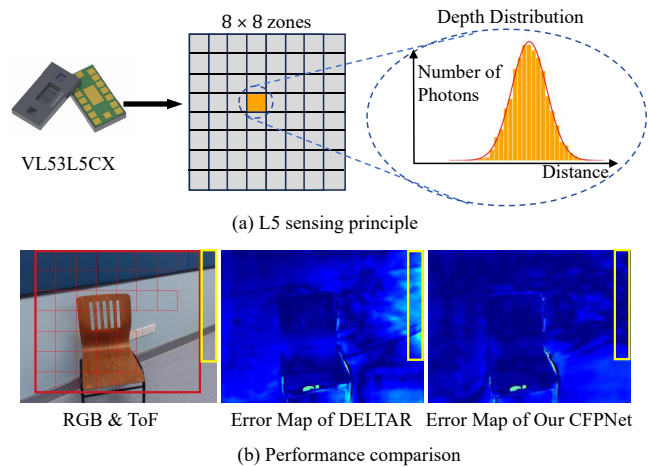 8 × 8 zones
Depth Distribution
Number of
Photons
VL53L5CX
Distance
(a) L5 sensing principle
RGB & ToF
Error Map of DELTAR
Error Map of Our CFPNet
(b) Performance comparison